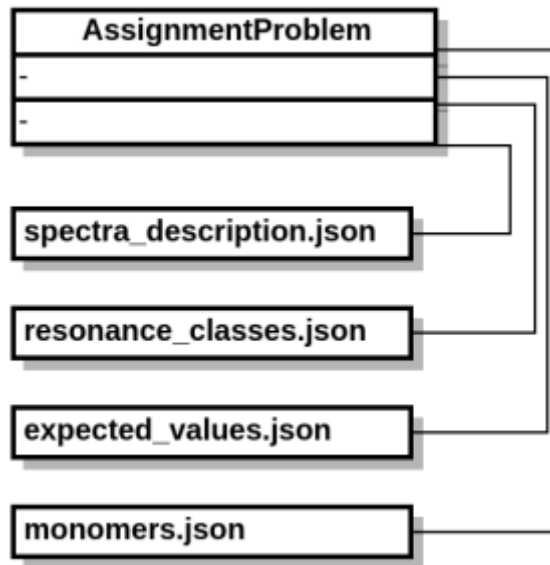 AssignmentProblem
-
-
spectra_description.json
resonance_classes.json
expected_values.json
monomers.json